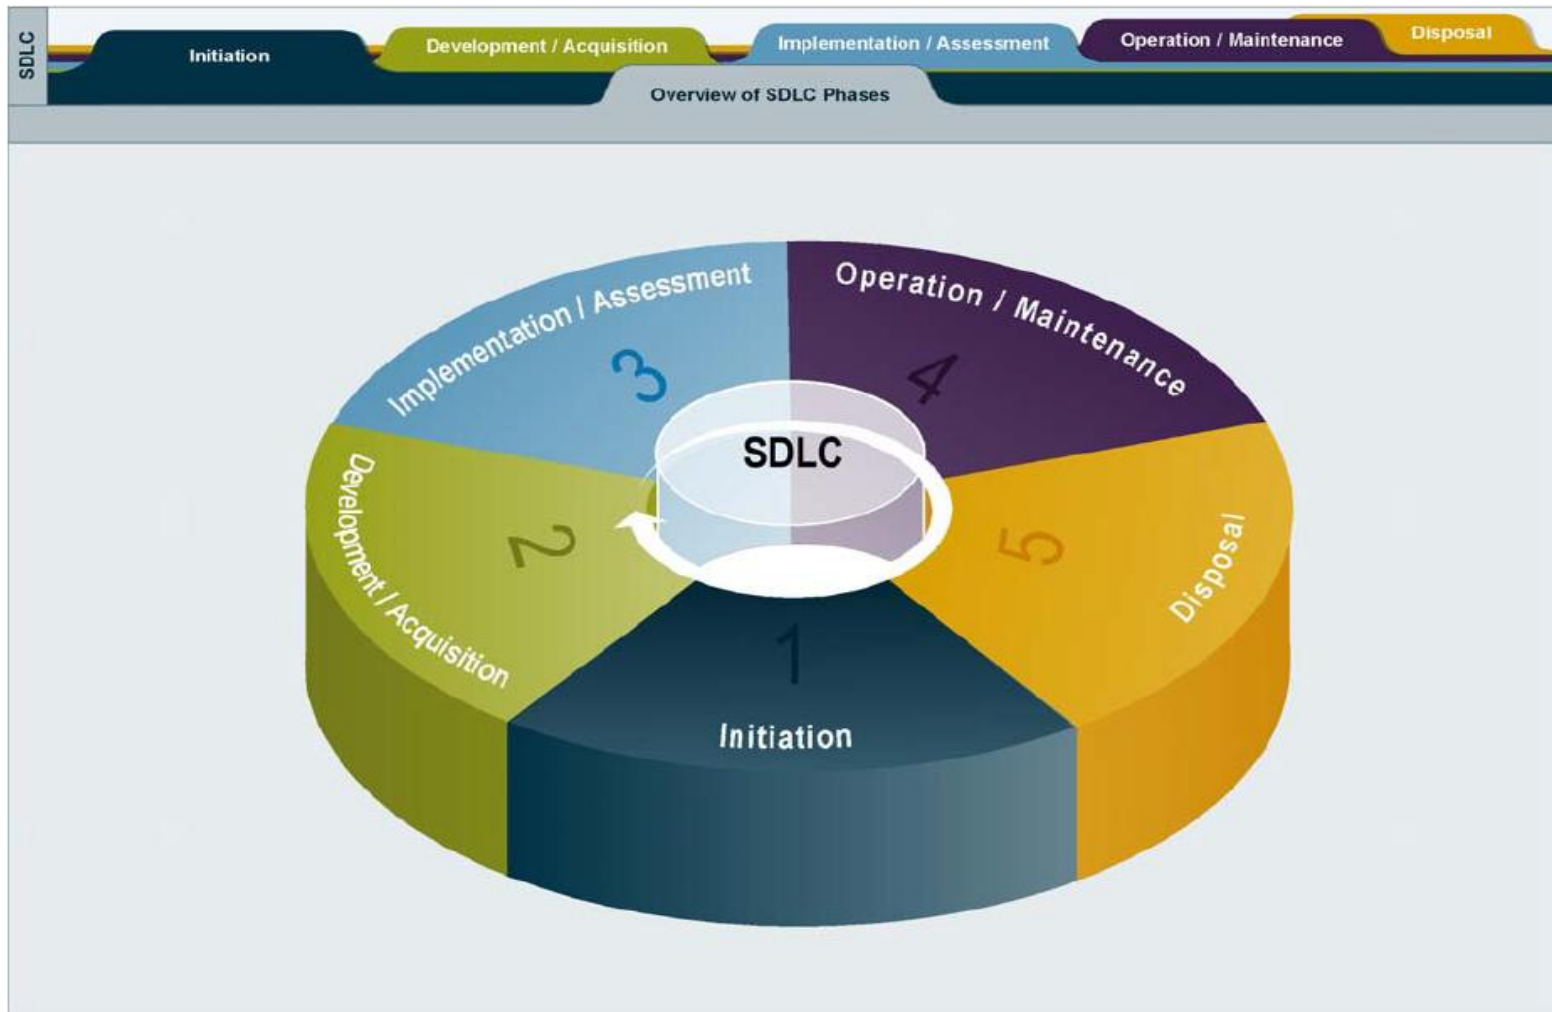 SDLC
Initiation
Development / Acquisition
Implementation / Assessment
Operation / Maintenance
Disposal
Overview of SDLC Phases
Implementation / Assessment
3
Operation / Maintenance
4
SDLC
Development / Acquisition
2
5
Disposal
1
Initiation